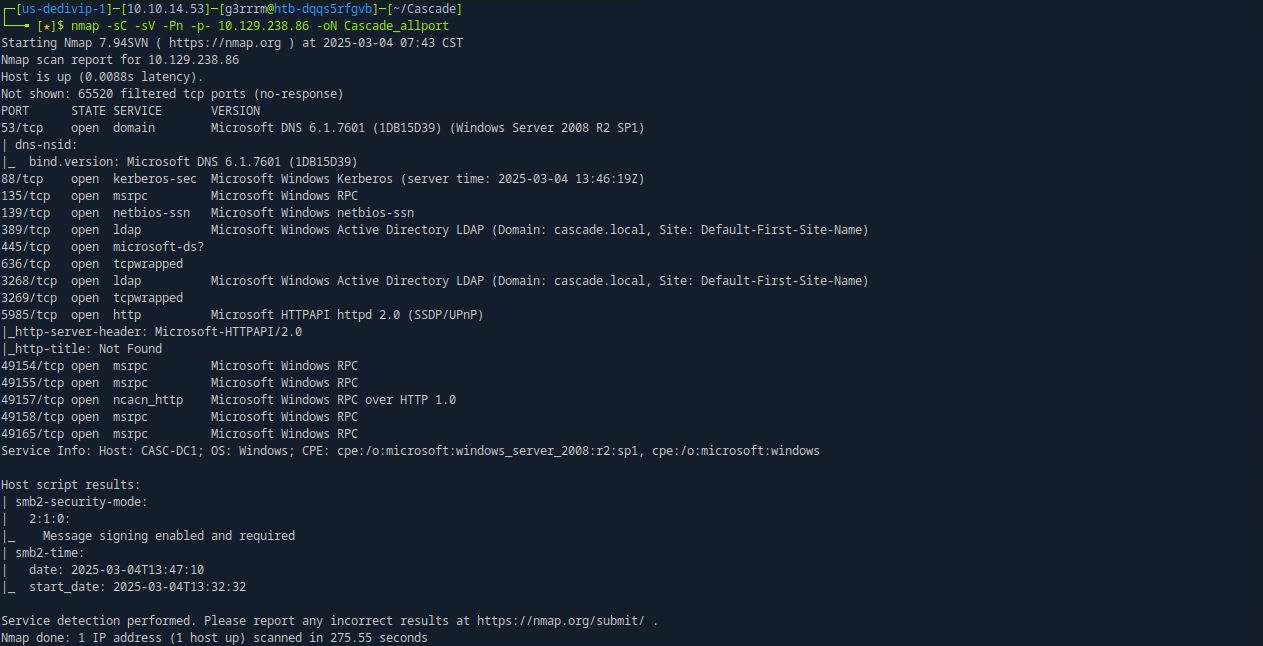 ┌─[us-dedivip-1]─[10.10.14.53]─[g3rrrm@htb-dqqs5rfgvb]─[~/Cascade]
└──╼ [★]$ nmap -sC -sV -Pn -p- 10.129.238.86 -oN Cascade_allport
Starting Nmap 7.94SVN ( https://nmap.org ) at 2025-03-04 07:43 CST
Nmap scan report for 10.129.238.86
Host is up (0.0088s latency).
Not shown: 65520 filtered tcp ports (no-response)
PORT      STATE SERVICE       VERSION
53/tcp    open  domain        Microsoft DNS 6.1.7601 (1DB15D39) (Windows Server 2008 R2 SP1)
| dns-nsid:
|_  bind.version: Microsoft DNS 6.1.7601 (1DB15D39)
88/tcp    open  kerberos-sec  Microsoft Windows Kerberos (server time: 2025-03-04 13:46:19Z)
135/tcp   open  msrpc         Microsoft Windows RPC
139/tcp   open  netbios-ssn   Microsoft Windows netbios-ssn
389/tcp   open  ldap          Microsoft Windows Active Directory LDAP (Domain: cascade.local, Site: Default-First-Site-Name)
445/tcp   open  microsoft-ds?
636/tcp   open  tcpwrapped
3268/tcp  open  ldap          Microsoft Windows Active Directory LDAP (Domain: cascade.local, Site: Default-First-Site-Name)
3269/tcp  open  tcpwrapped
5985/tcp  open  http          Microsoft HTTPAPI httpd 2.0 (SSDP/UPnP)
|_http-server-header: Microsoft-HTTPAPI/2.0
|_http-title: Not Found
49154/tcp open  msrpc         Microsoft Windows RPC
49155/tcp open  msrpc         Microsoft Windows RPC
49157/tcp open  ncacn_http    Microsoft Windows RPC over HTTP 1.0
49158/tcp open  msrpc         Microsoft Windows RPC
49165/tcp open  msrpc         Microsoft Windows RPC
Service Info: Host: CASC-DC1; OS: Windows; CPE: cpe:/o:microsoft:windows_server_2008:r2:sp1, cpe:/o:microsoft:windows

Host script results:
| smb2-security-mode:
|   2:1:0:
|_    Message signing enabled and required
| smb2-time:
|   date: 2025-03-04T13:47:10
|_  start_date: 2025-03-04T13:32:32

Service detection performed. Please report any incorrect results at https://nmap.org/submit/ .
Nmap done: 1 IP address (1 host up) scanned in 275.55 seconds